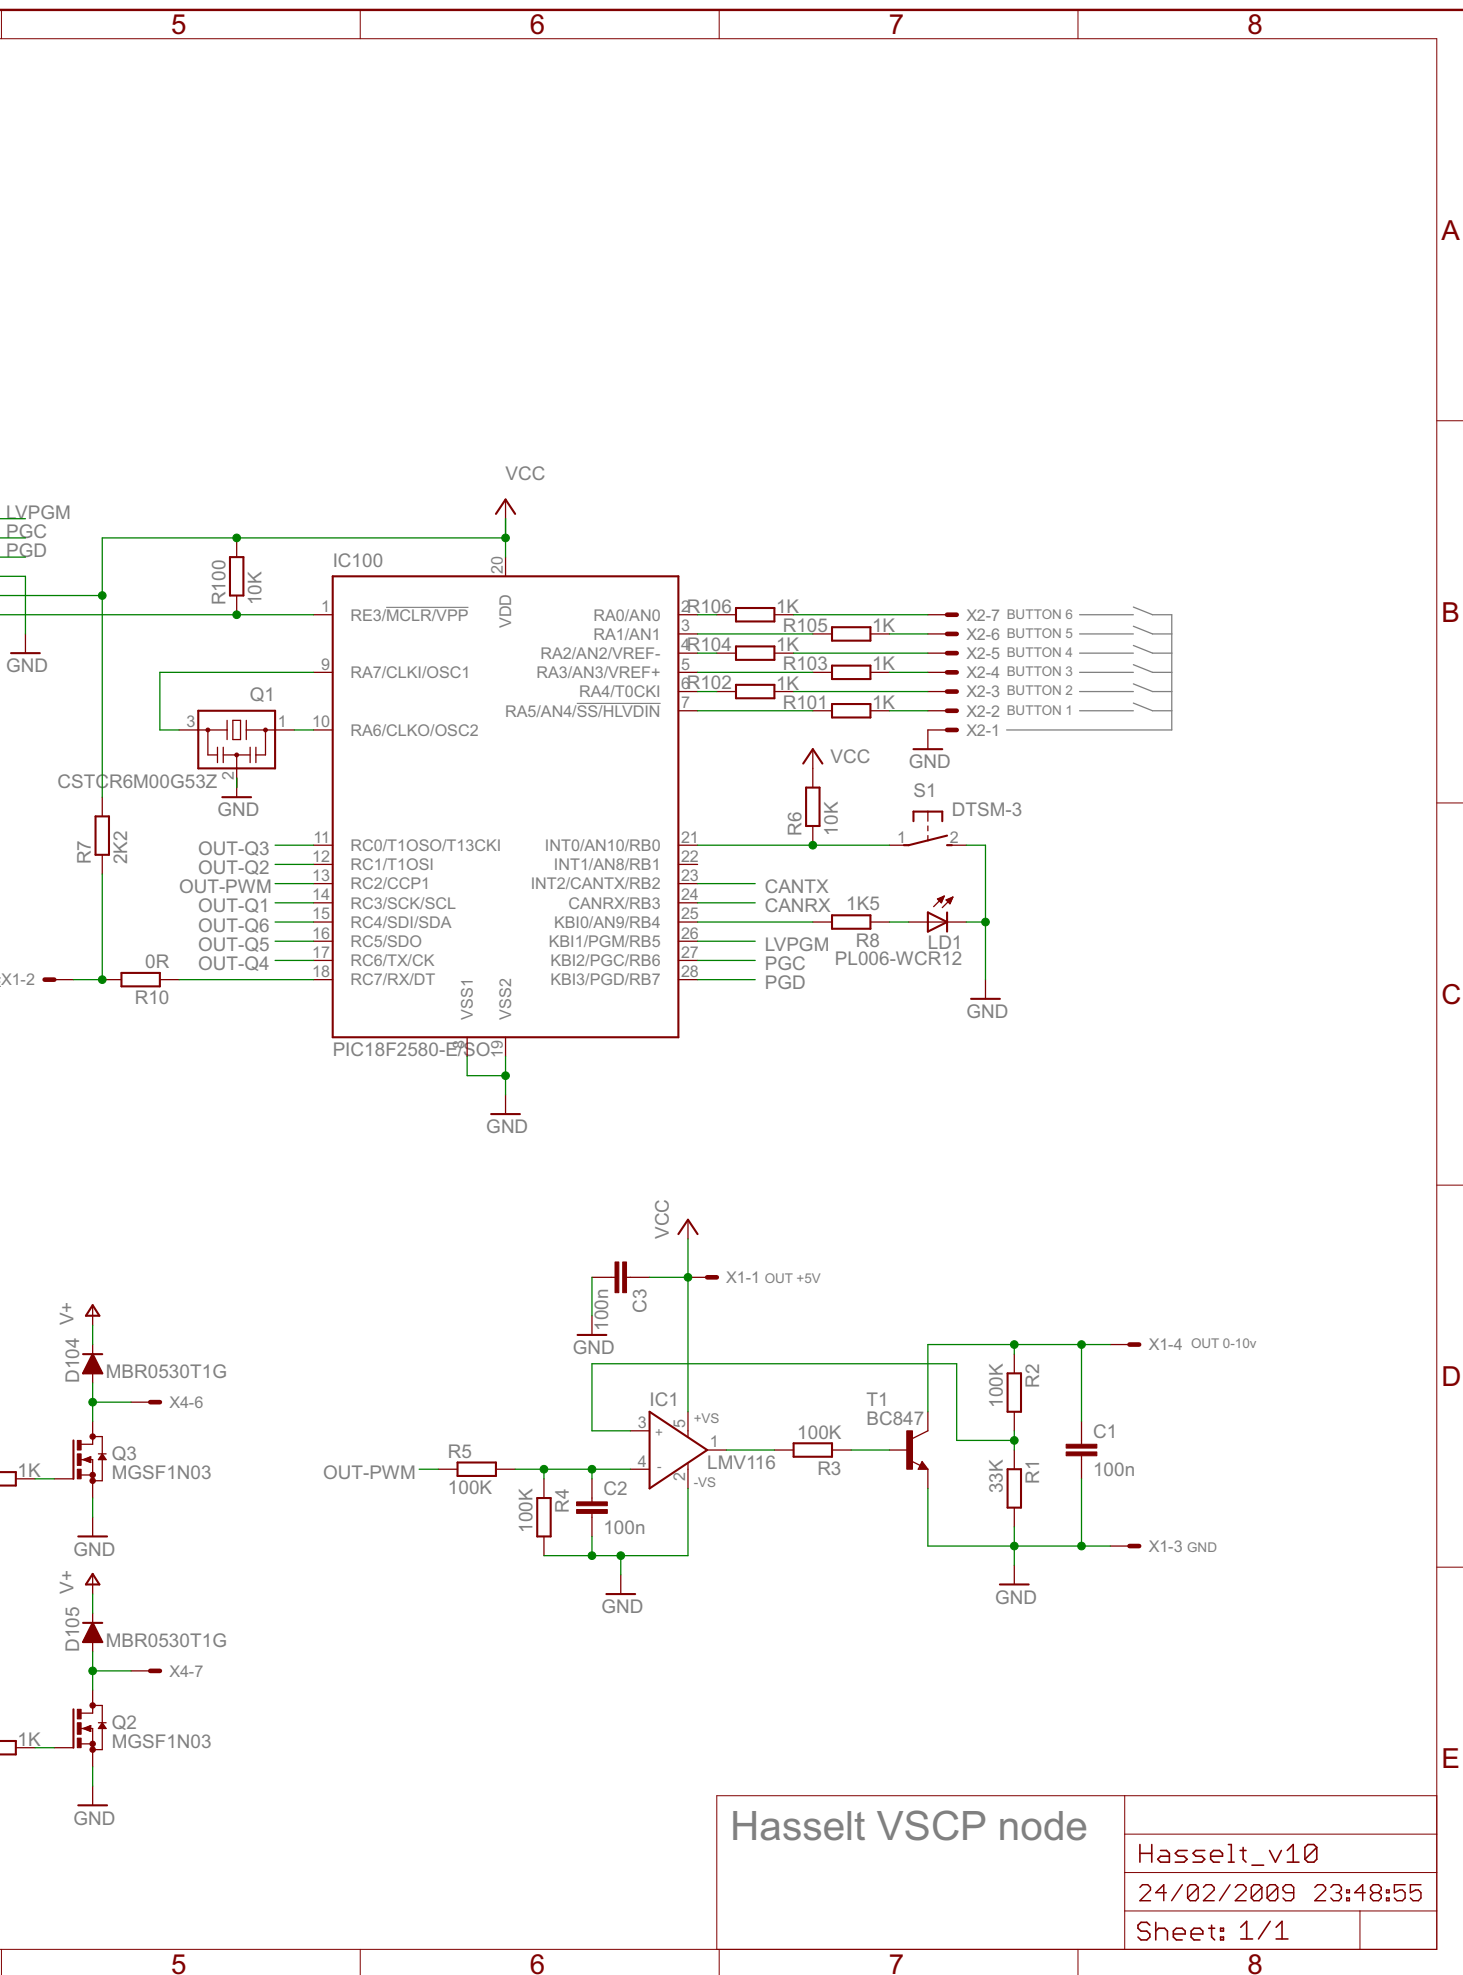 5 6 7 8
A
VCC
LVPGM
PGC
PGD
IC100
20
R100
10K
1 RE3/MCLR/VPP
VDD
RA0/AN0 2 R106 1K X2-7 BUTTON 6
RA1/AN1 3 R105 1K X2-6 BUTTON 5
RA2/AN2/VREF- 4 R104 1K X2-5 BUTTON 4
RA3/AN3/VREF+ 5 R103 1K X2-4 BUTTON 3
RA4/T0CKI 6 R102 1K X2-3 BUTTON 2
RA5/AN4/SS/HLVDIN 7 R101 1K X2-2 BUTTON 1
X2-1
GND
B
GND
9 RA7/CLKI/OSC1
Q1
3 1 10 RA6/CLKO/OSC2
2
CSTCR6M00G53Z
GND
VCC
S1
DTSM-3
R6
10K
1 2
R7
2K2
OUT-Q3 11 RC0/T1OSO/T13CKI
OUT-Q2 12 RC1/T1OSI
OUT-PWM 13 RC2/CCP1
OUT-Q1 14 RC3/SCK/SCL
OUT-Q6 15 RC4/SDI/SDA
OUT-Q5 16 RC5/SDO
OUT-Q4 17 RC6/TX/CK
18 RC7/RX/DT
INT0/AN10/RB0 21
INT1/AN8/RB1 22
INT2/CANTX/RB2 23 CANTX
CANRX/RB3 24 CANRX
KBI0/AN9/RB4 25
KBI1/PGM/RB5 26 LVPGM
KBI2/PGC/RB6 27 PGC
KBI3/PGD/RB7 28 PGD
1K5
R8
LD1
PL006-WCR12
GND
X1-2
0R
R10
C
VSS1
VSS2
8
19
PIC18F2580-E/SO
GND
VCC
X1-1 OUT +5V
100n
C3
GND
V+
D104
MBR0530T1G
X4-6
Q3
MGSF1N03
1K
GND
IC1
3 + 5 +VS
4 - 2 -VS
1
LMV116
OUT-PWM
R5
100K
100K
R4
C2
100n
GND
100K
R3
T1
BC847
100K
R2
33K
R1
C1
100n
X1-4 OUT 0-10v
X1-3 GND
GND
D
V+
D105
MBR0530T1G
X4-7
Q2
MGSF1N03
1K
GND
E
Hasselt VSCP node
Hasselt_v10
24/02/2009 23:48:55
Sheet: 1/1
5 6 7 8